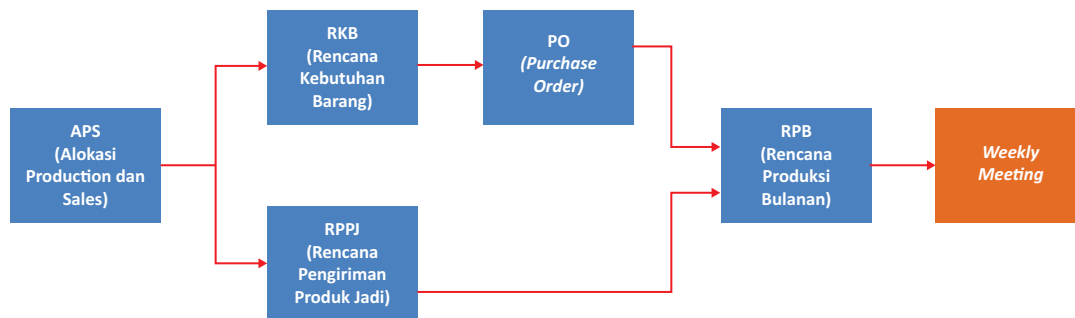 APS
(Alokasi
Production dan
Sales)
RKB
(Rencana
Kebutuhan
Barang)
PO
(Purchase
Order)
RPPJ
(Rencana
Pengiriman
Produk Jadi)
RPB
(Rencana
Produksi
Bulanan)
Weekly
Meeting